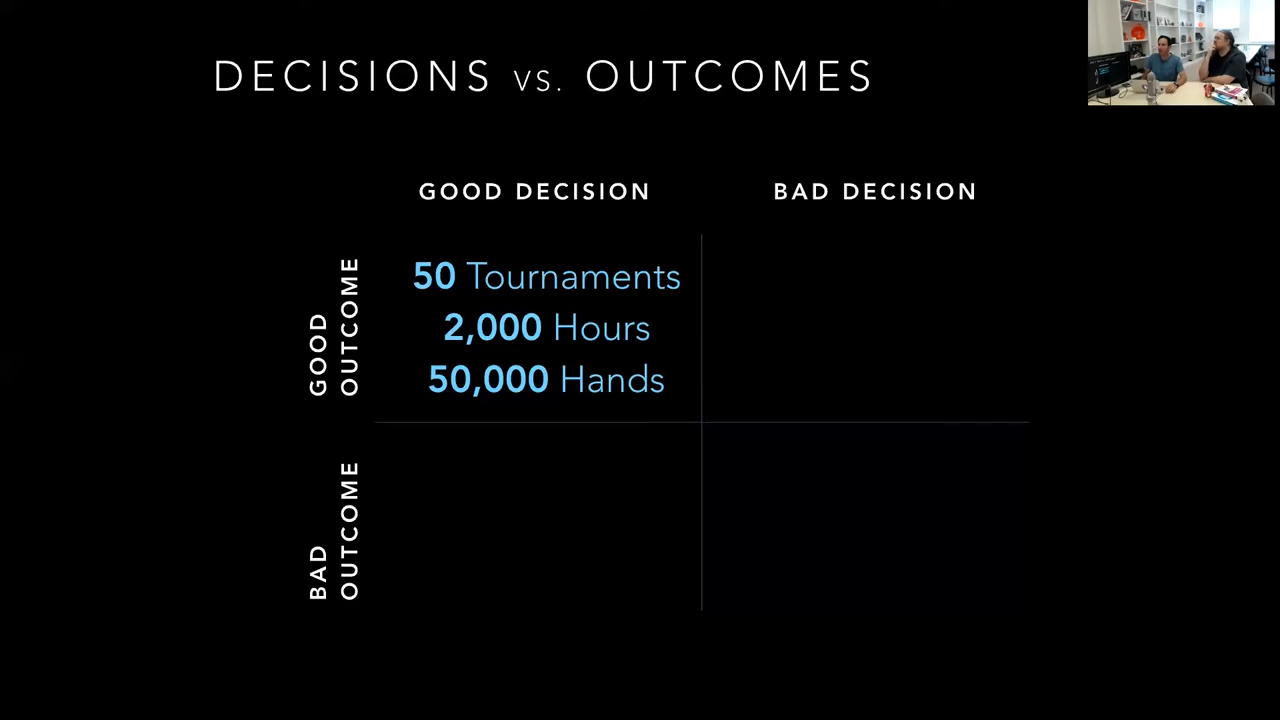 DECISIONS vs. OUTCOMES
GOOD DECISION
BAD DECISION
GOOD
OUTCOME
50 Tournaments
2,000 Hours
50,000 Hands
BAD
OUTCOME